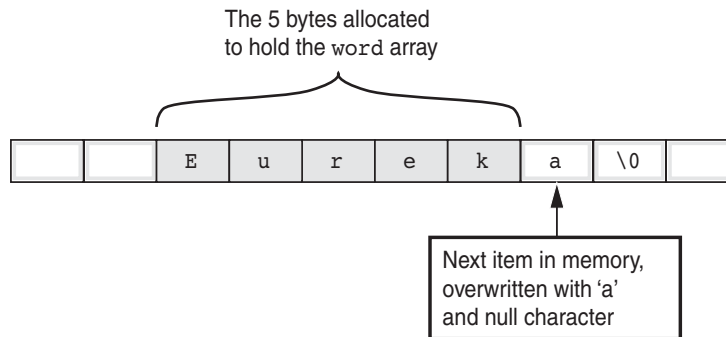 The 5 bytes allocated
to hold the word array
E u r e k a \0
Next item in memory,
overwritten with ‘a’
and null character